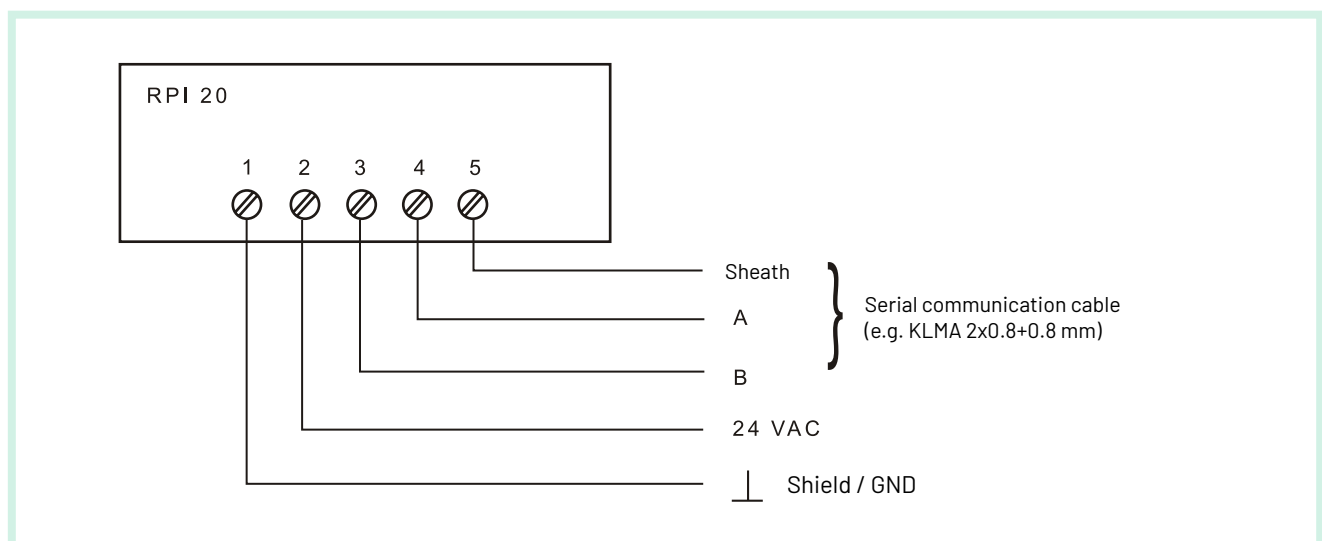 RPI 20
1 2 3 4 5
Sheath
A
B
Serial communication cable
(e.g. KLMA 2x0.8+0.8 mm)
24 VAC
Shield / GND